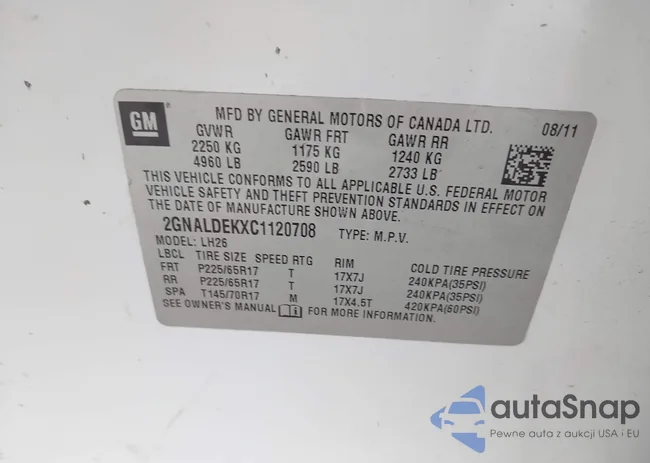 GM
MFD BY GENERAL MOTORS OF CANADA LTD. 08/11
GVWR GAWR FRT GAWR RR
2250 KG 1175 KG 1240 KG
4960 LB 2590 LB 2733 LB
THIS VEHICLE CONFORMS TO ALL APPLICABLE U.S. FEDERAL MOTOR
VEHICLE SAFETY AND THEFT PREVENTION STANDARDS IN EFFECT ON
THE DATE OF MANUFACTURE SHOWN ABOVE.
2GNALDEKXC1120708 TYPE: M.P.V.
MODEL: LH26
LBCL TIRE SIZE SPEED RTG RIM COLD TIRE PRESSURE
FRT P225/65R17 T 17X7J 240KPA(35PSI)
RR P225/65R17 T 17X7J 240KPA(35PSI)
SPA T145/70R17 M 17X4.5T 420KPA(60PSI)
SEE OWNER'S MANUAL FOR MORE INFORMATION.
autaSnap
Pewne auta z aukcji USA i EU